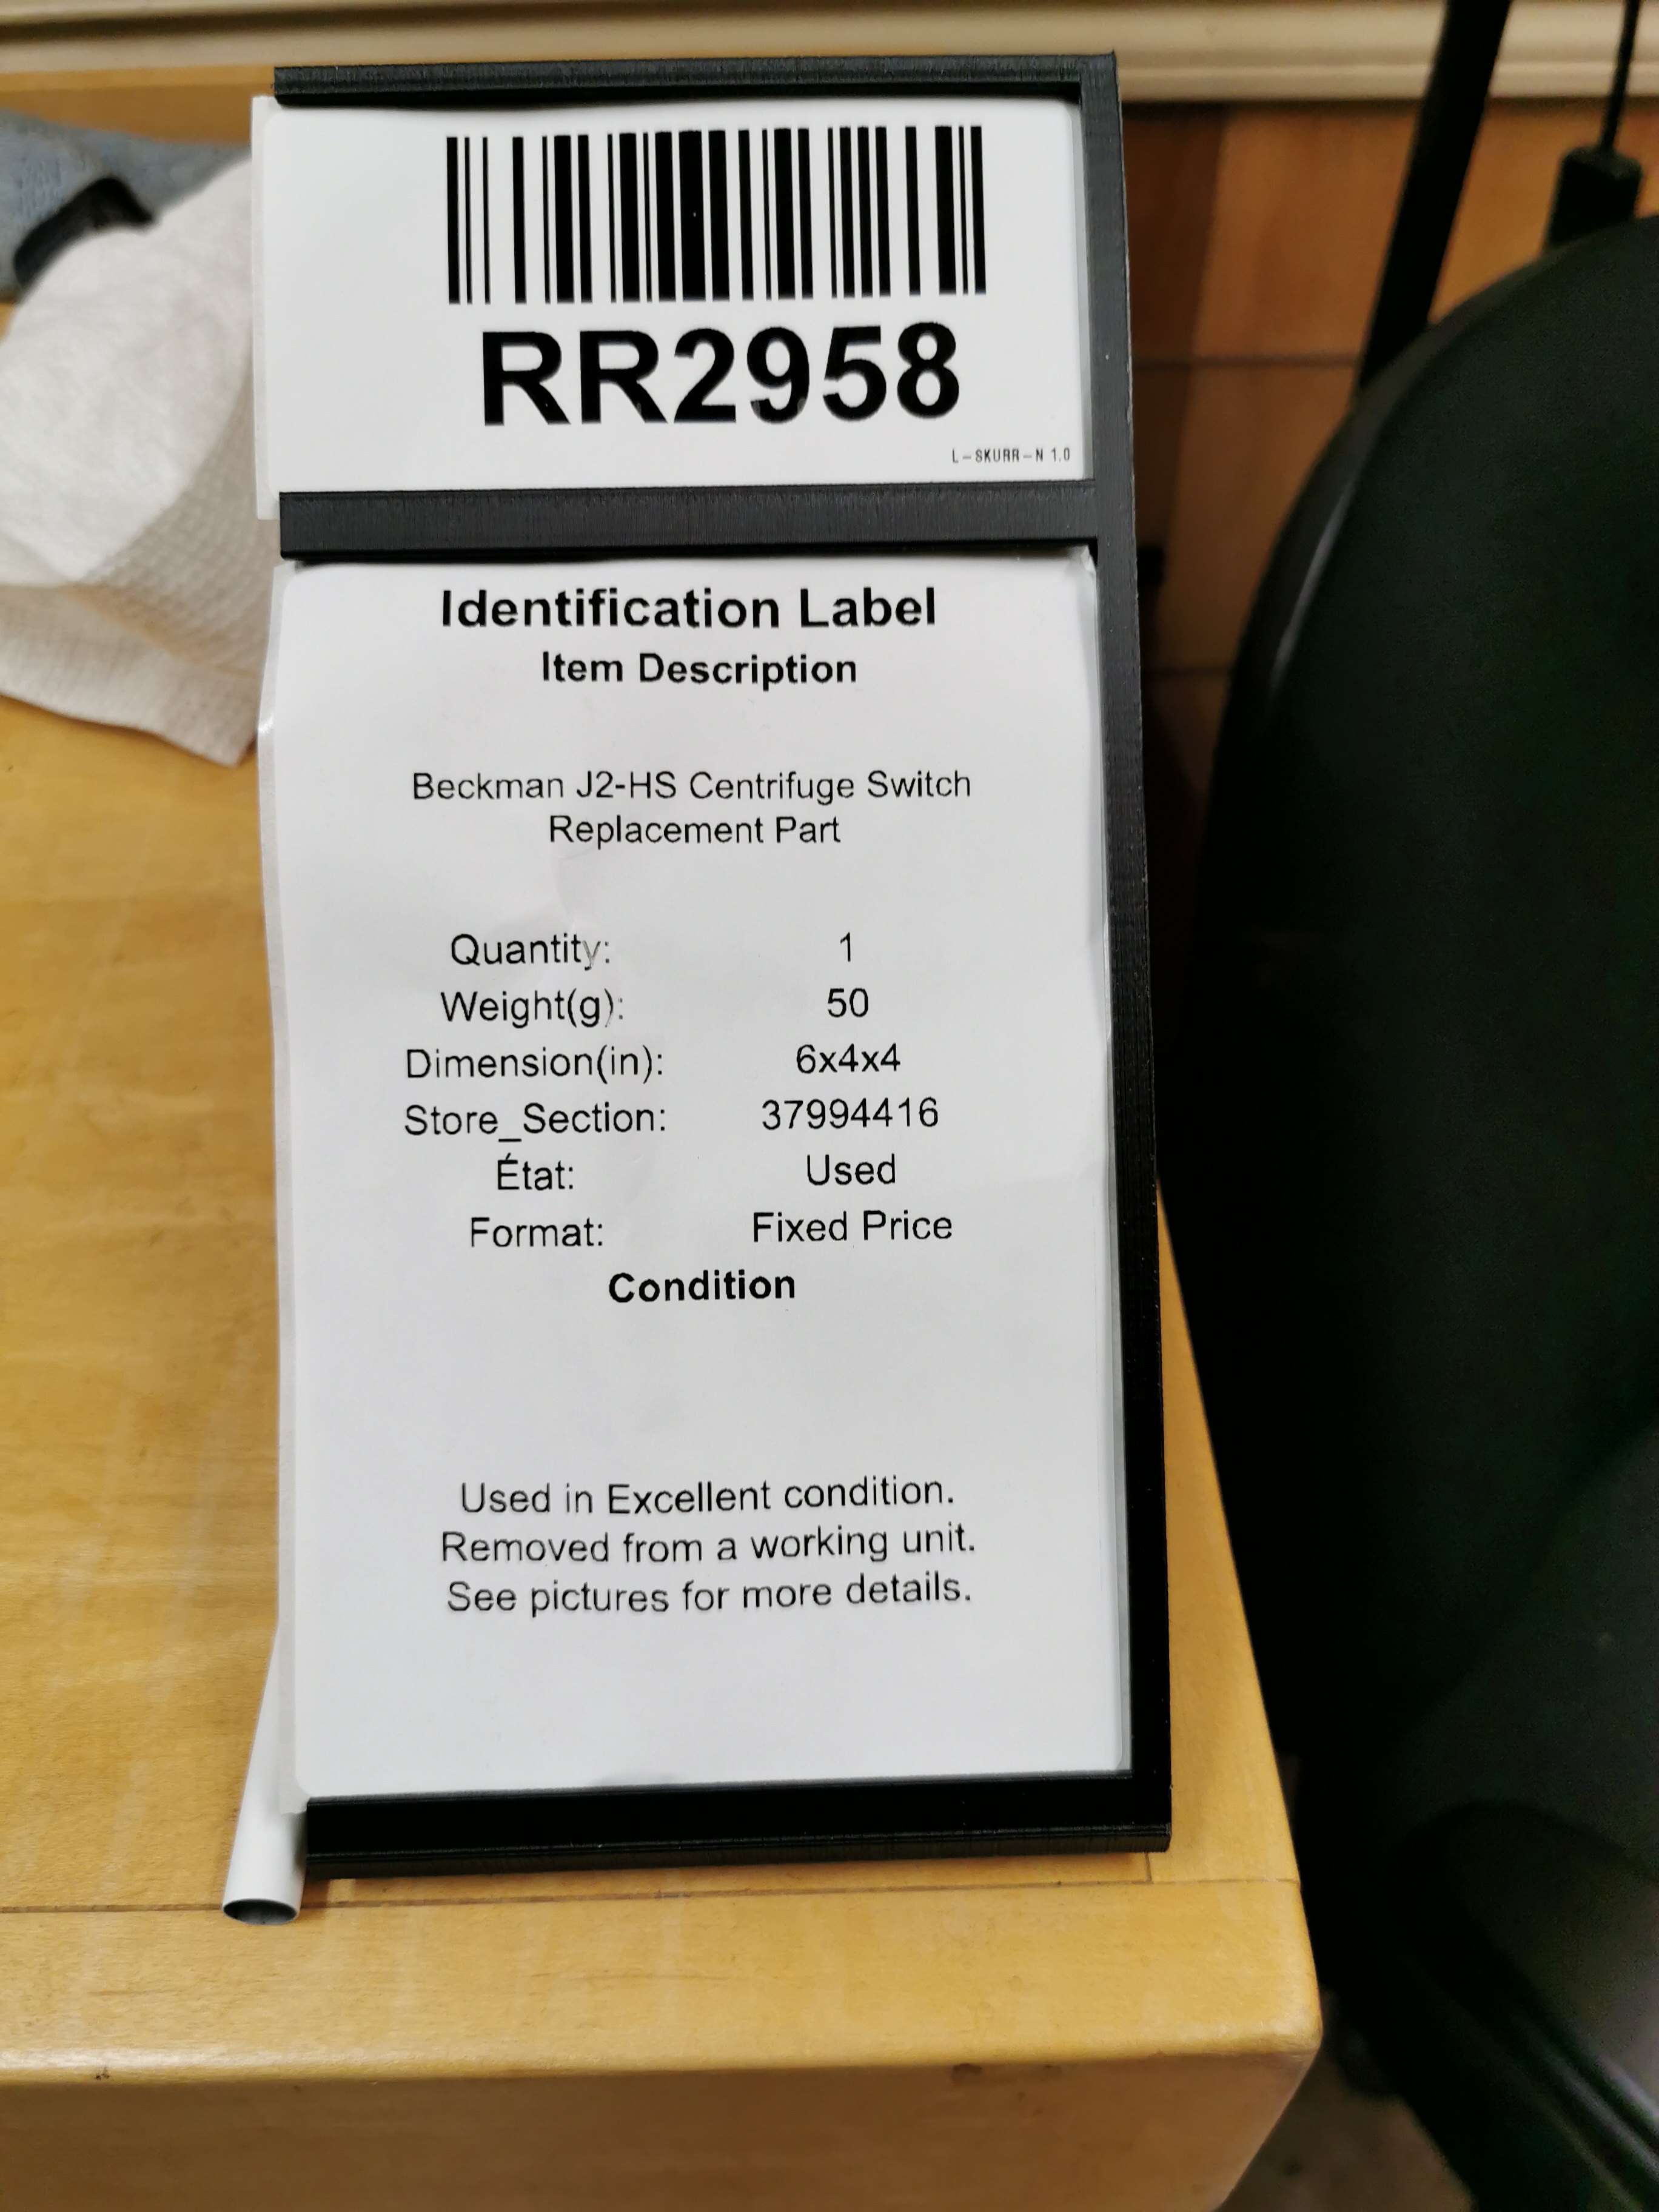 RR2958
L-SKURR-N 1.0
Identification Label
Item Description
Beckman J2-HS Centrifuge Switch
Replacement Part
Quantity: 1
Weight(g): 50
Dimension(in): 6x4x4
Store_Section: 37994416
État: Used
Format: Fixed Price
Condition
Used in Excellent condition.
Removed from a working unit.
See pictures for more details.